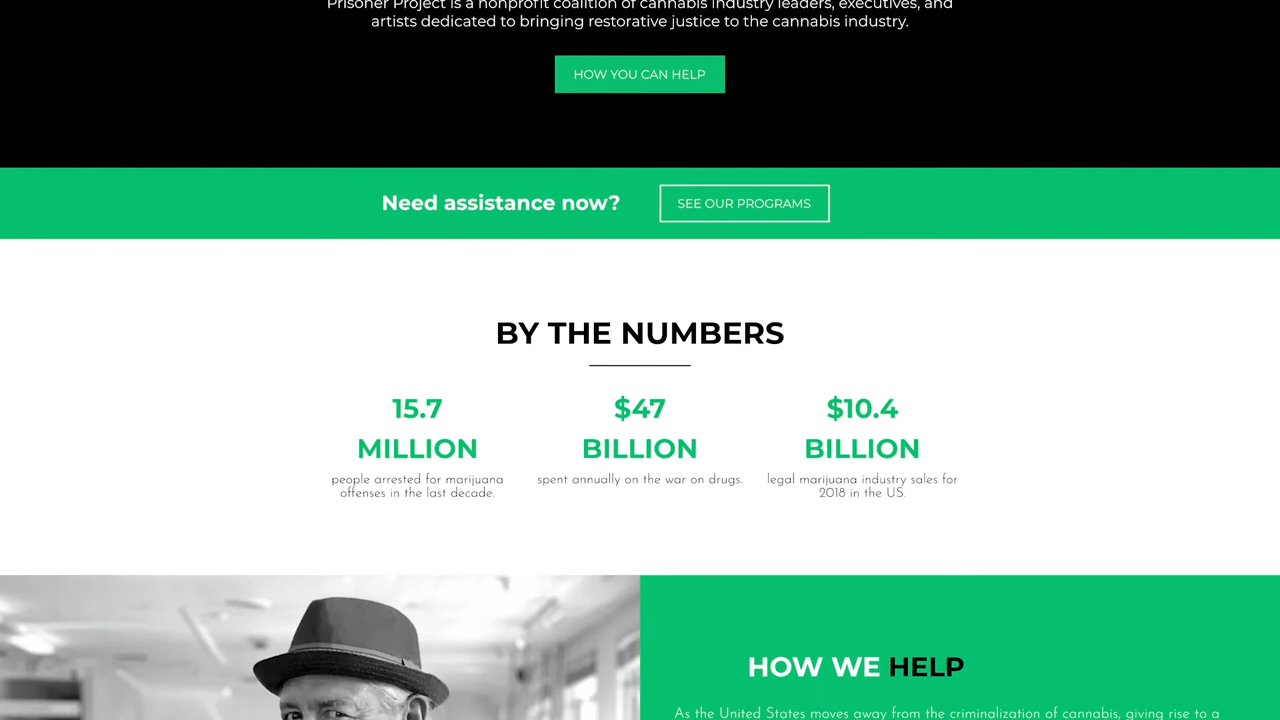 Prisoner Project is a nonprofit coalition of cannabis industry leaders, executives, and
artists dedicated to bringing restorative justice to the cannabis industry.
HOW YOU CAN HELP
Need assistance now?
SEE OUR PROGRAMS
BY THE NUMBERS
15.7
MILLION
people arrested for marijuana
offenses in the last decade.
$47
BILLION
spent annually on the war on drugs.
$10.4
BILLION
legal marijuana industry sales for
2018 in the US.
HOW WE HELP
As the United States moves away from the criminalization of cannabis, giving rise to a